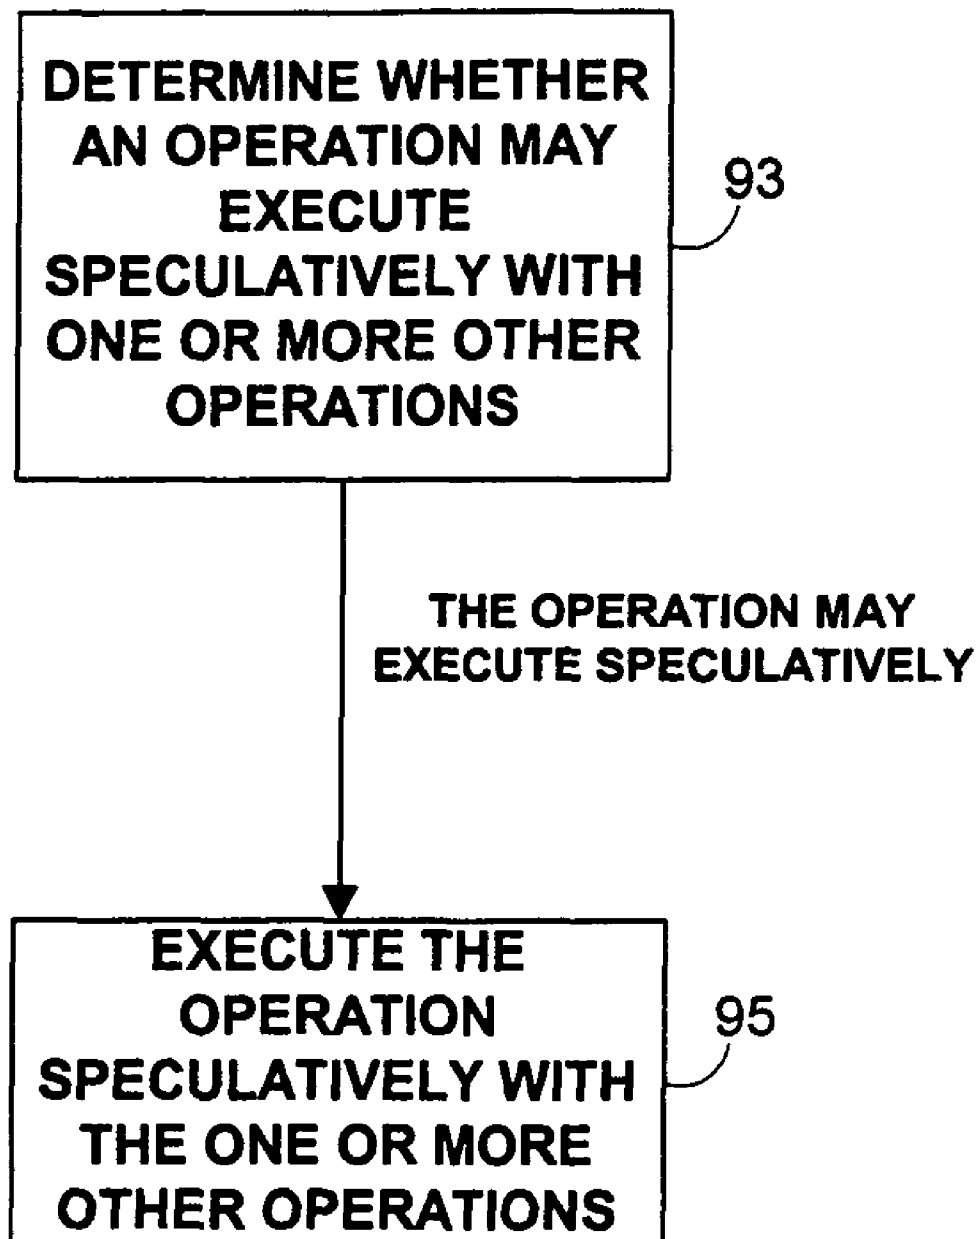 DETERMINE WHETHER
AN OPERATION MAY
EXECUTE
SPECULATIVELY WITH
ONE OR MORE OTHER
OPERATIONS
93
THE OPERATION MAY
EXECUTE SPECULATIVELY
EXECUTE THE
OPERATION
SPECULATIVELY WITH
THE ONE OR MORE
OTHER OPERATIONS
95